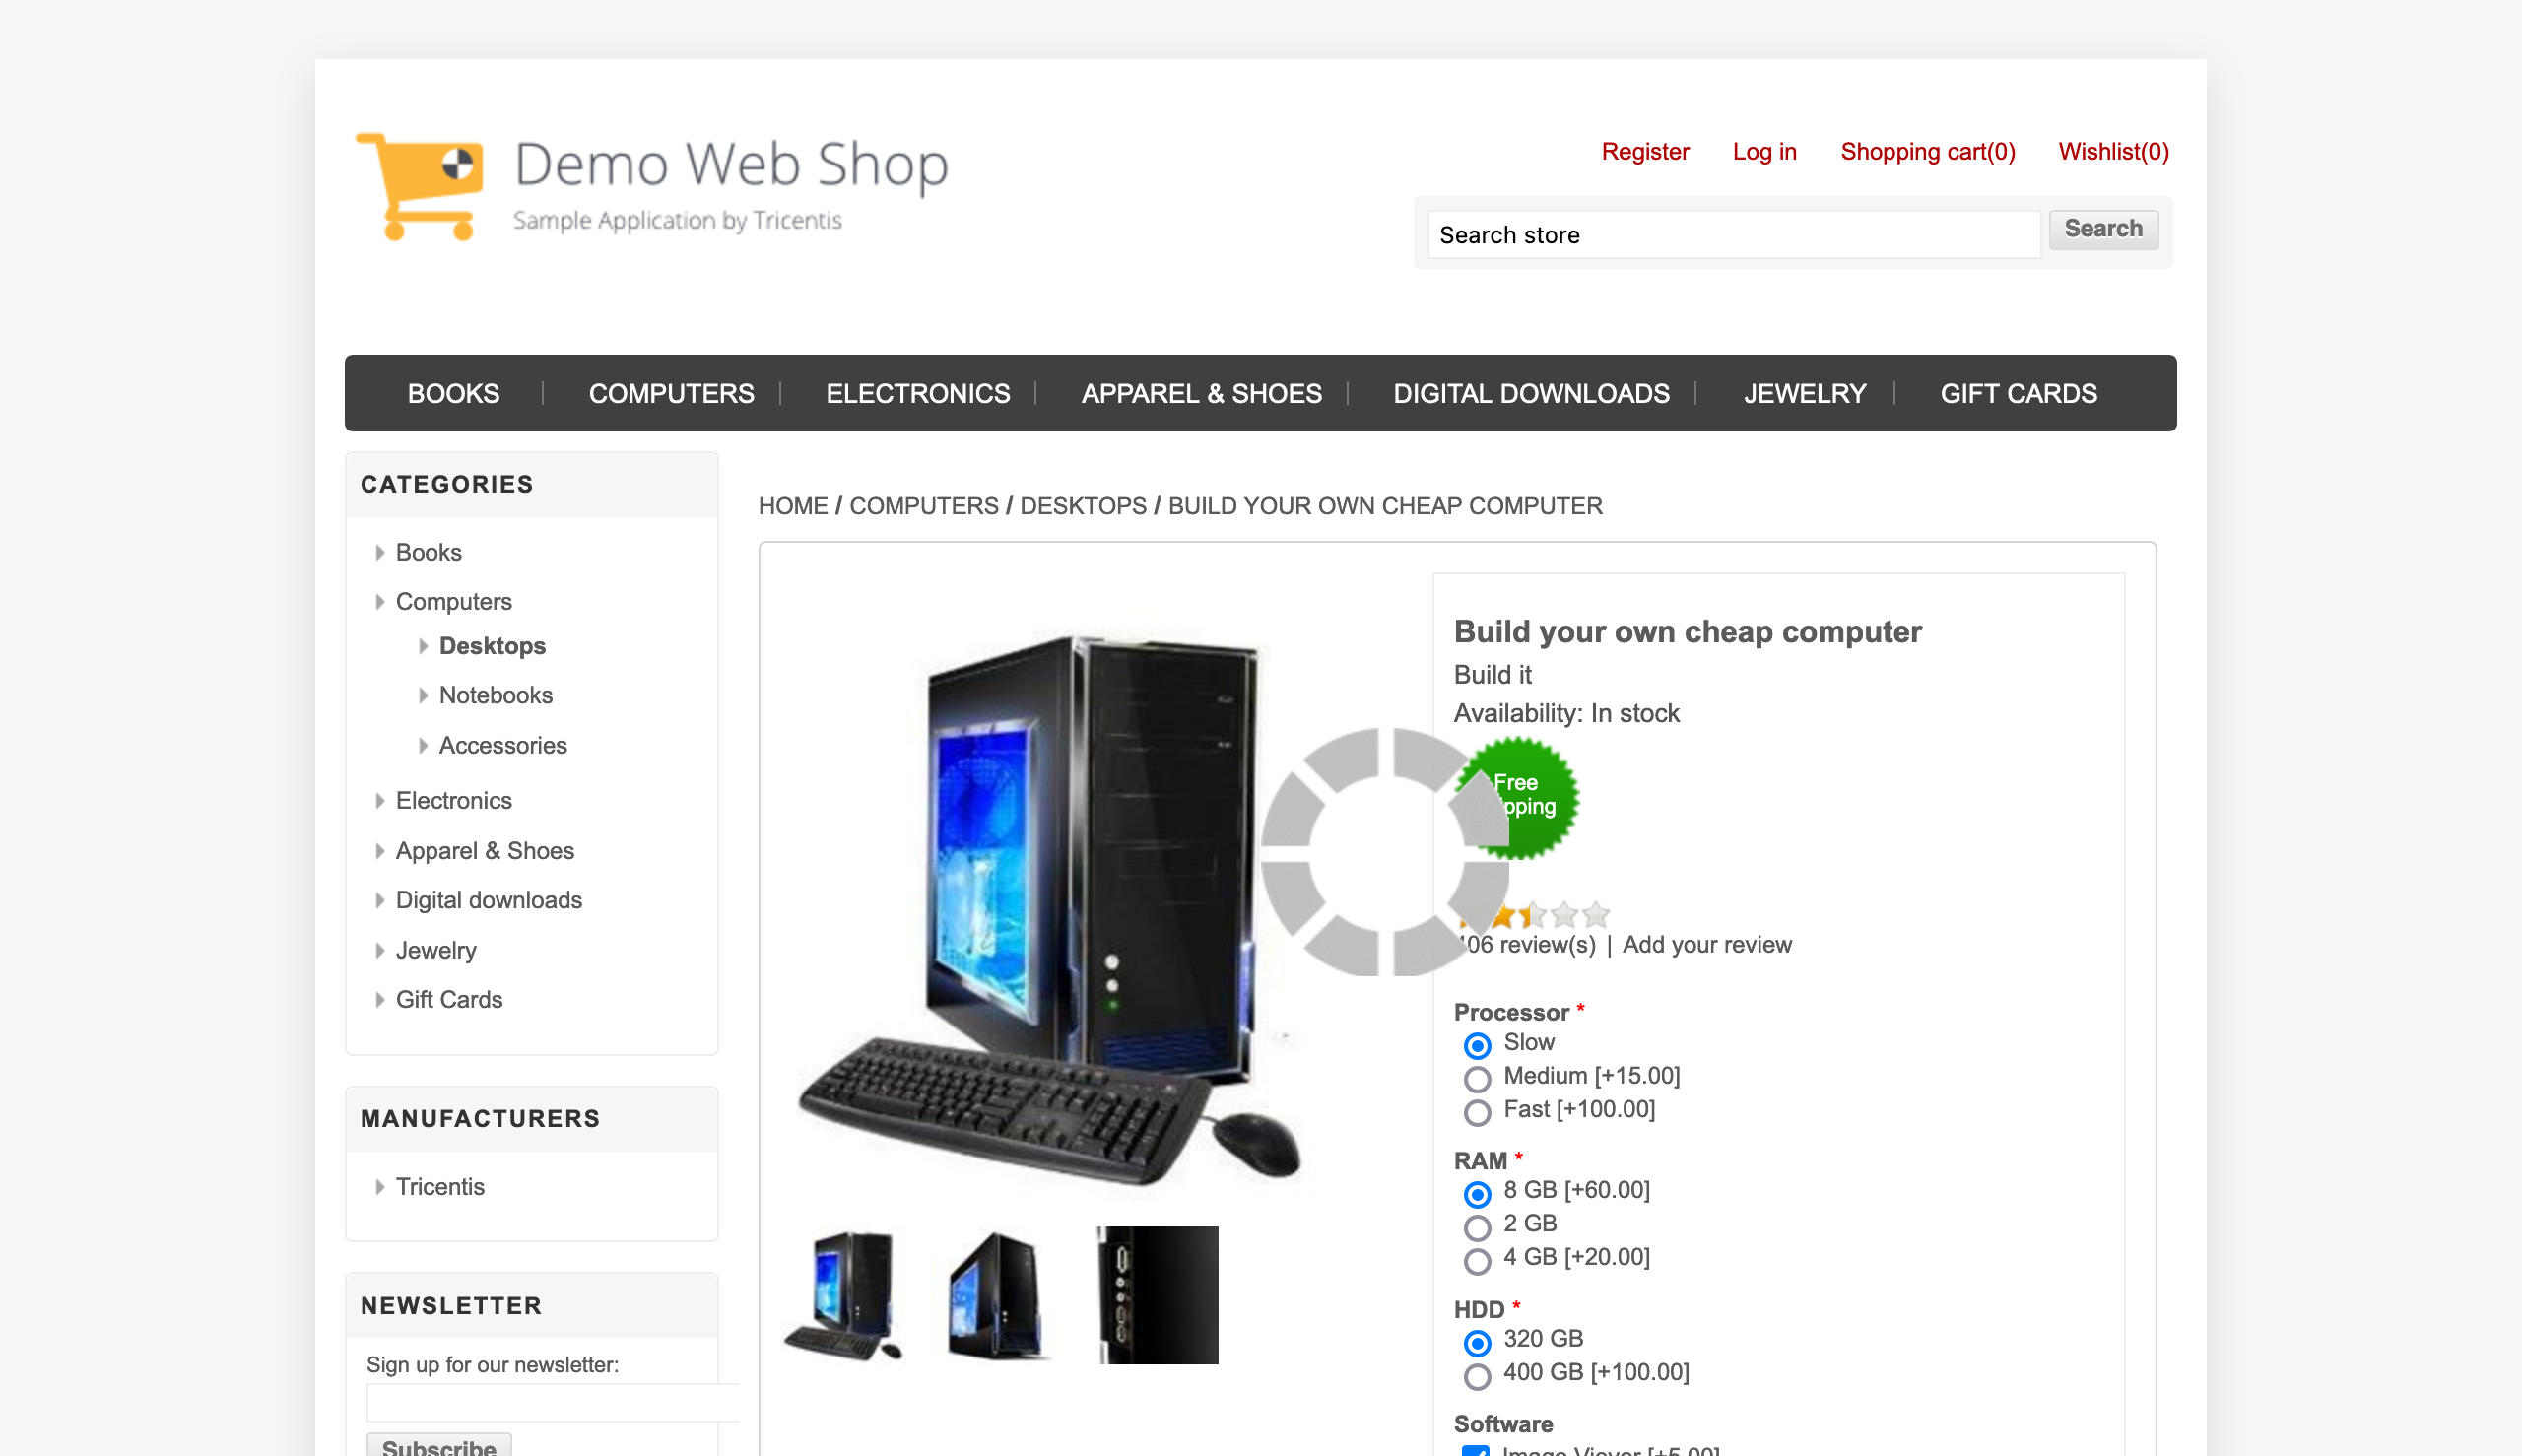 Demo Web Shop
Sample Application by Tricentis
Register Log in Shopping cart(0) Wishlist(0)
Search store Search
BOOKS COMPUTERS ELECTRONICS APPAREL & SHOES DIGITAL DOWNLOADS JEWELRY GIFT CARDS
CATEGORIES
Books
Computers
Desktops
Notebooks
Accessories
Electronics
Apparel & Shoes
Digital downloads
Jewelry
Gift Cards
MANUFACTURERS
Tricentis
NEWSLETTER
Sign up for our newsletter:
Subscribe
HOME / COMPUTERS / DESKTOPS / BUILD YOUR OWN CHEAP COMPUTER
Build your own cheap computer
Build it
Availability: In stock
Free
review(s) | Add your review
Processor *
Slow
Medium [+15.00]
Fast [+100.00]
RAM *
8 GB [+60.00]
2 GB
4 GB [+20.00]
HDD *
320 GB
400 GB [+100.00]
Software
Image Viever [+5.00]